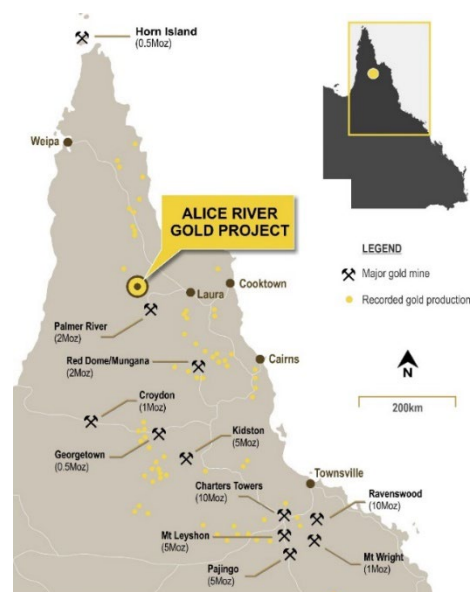 Horn Island
(0.5Moz)
Weipa
ALICE RIVER
GOLD PROJECT
LEGEND
Major gold mine
Recorded gold production
N
200km
Cooktown
Laura
Palmer River
(2Moz)
Red Dome/Mungana
(2Moz)
Cairns
Croydon
(1Moz)
Georgetown
(0.5Moz)
Kidston
(5Moz)
Townsville
Charters Towers
(10Moz)
Ravenswood
(10Moz)
Mt Leyshon
(5Moz)
Mt Wright
(1Moz)
Pajingo
(5Moz)